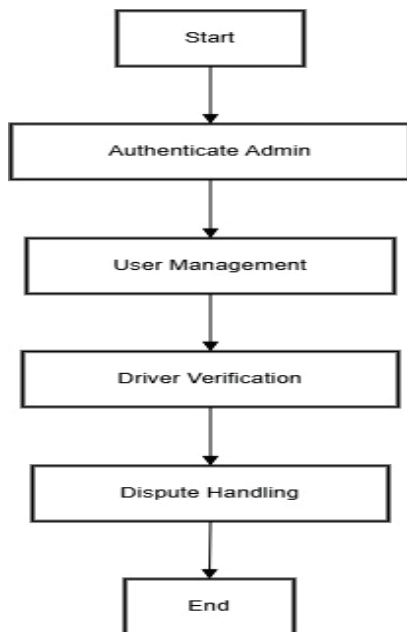 Start
Authenticate Admin
User Management
Driver Verification
Dispute Handling
End